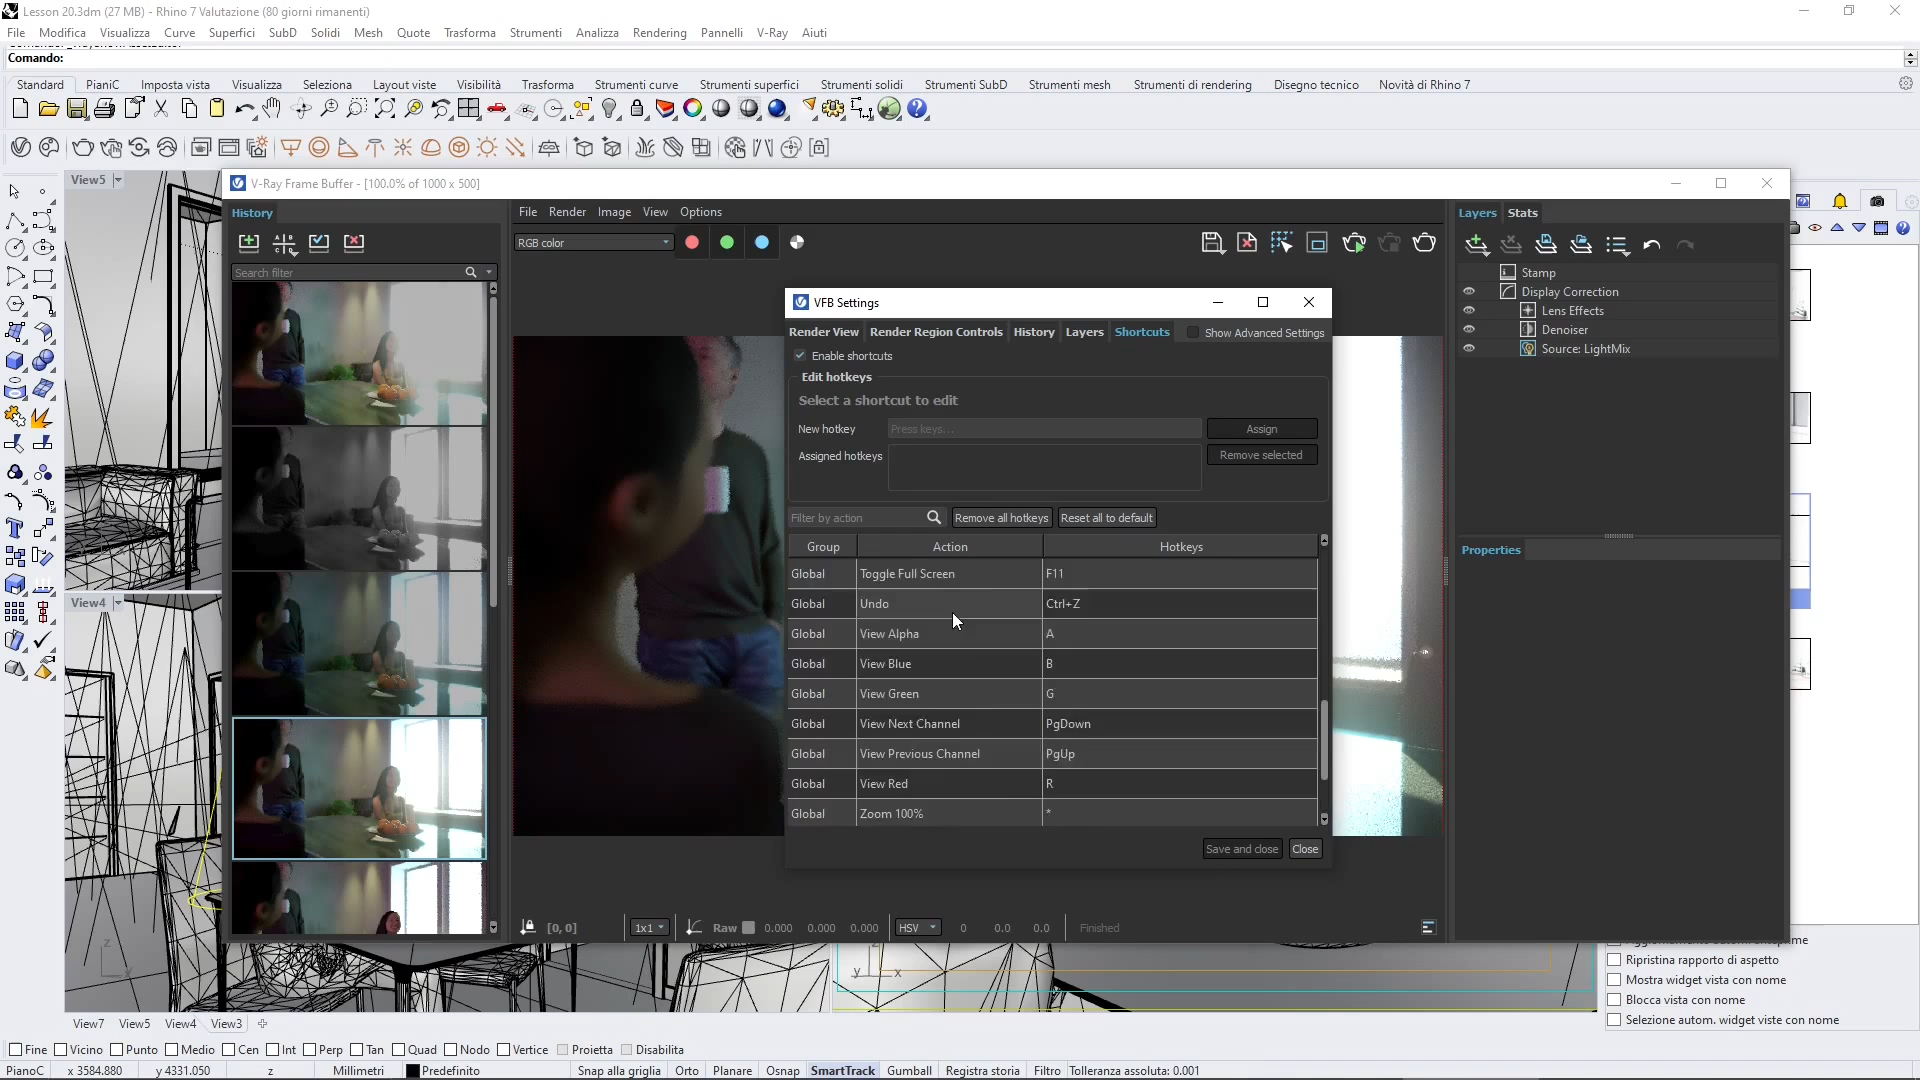 Lesson 20.3dm (27 MB) - Rhino 7 Valutazione (80 giorni rimanenti)
File Modifica Visualizza Curve Superfici SubD Solidi Mesh Quote Trasforma Strumenti Analizza Rendering Pannelli V-Ray Aiuti
Comando:
Standard PianiC Imposta vista Visualizza Seleziona Layout viste Visibilità Trasforma Strumenti curve Strumenti superfici Strumenti solidi Strumenti SubD Strumenti mesh Strumenti di rendering Disegno tecnico Novità di Rhino 7
View5
V-Ray Frame Buffer - [100.0% of 1000 x 500]
History
File Render Image View Options
Layers Stats
RGB color
Search filter
Stamp
Display Correction
Lens Effects
Denoiser
Source: LightMix
Properties
VFB Settings
Render View Render Region Controls History Layers Shortcuts Show Advanced Settings
Enable shortcuts
Edit hotkeys
Select a shortcut to edit
New hotkey Press keys... Assign
Assigned hotkeys Remove selected
Filter by action Remove all hotkeys Reset all to default
Group Action Hotkeys
Global Toggle Full Screen F11
Global Undo Ctrl+Z
Global View Alpha A
Global View Blue B
Global View Green G
Global View Next Channel PgDown
Global View Previous Channel PgUp
Global View Red R
Global Zoom 100% *
Save and close Close
View4
[0, 0] 1x1 Raw 0.000 0.000 0.000 HSV 0 0.0 0.0 Finished
z
y x
Ripristina rapporto di aspetto
Mostra widget vista con nome
Blocca vista con nome
Selezione autom. widget viste con nome
View7 View5 View4 View3
Fine Vicino Punto Medio Cen Int Perp Tan Quad Nodo Vertice Proietta Disabilita
PianoC x 3584.880 y 4331.050 z Millimetri Predefinito Snap alla griglia Orto Planare Osnap SmartTrack Gumball Registra storia Filtro Tolleranza assoluta: 0.001